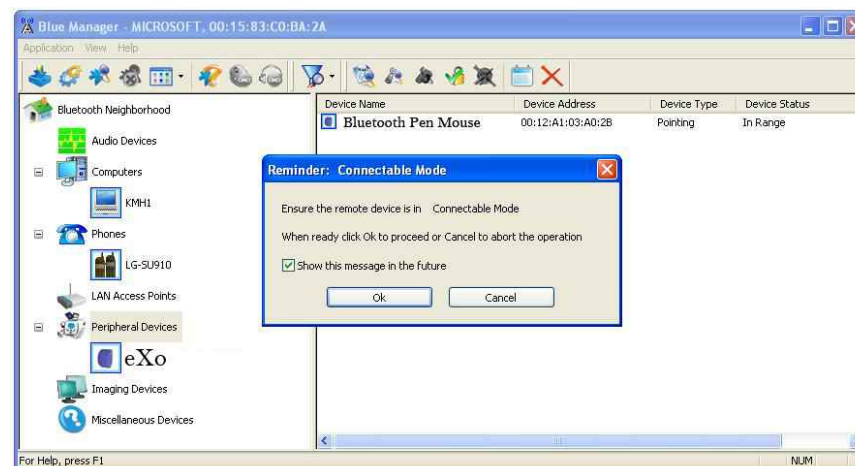 Blue Manager - MICROSOFT, 00:15:83:C0:BA:2A
Application View Help
Bluetooth Neighborhood
Audio Devices
Computers
KMH1
Phones
LG-SU910
LAN Access Points
Peripheral Devices
eXo
Imaging Devices
Miscellaneous Devices
Device Name Device Address Device Type Device Status
Bluetooth Pen Mouse 00:12:A1:03:A0:2B Pointing In Range
Reminder: Connectable Mode
Ensure the remote device is in Connectable Mode
When ready click Ok to proceed or Cancel to abort the operation
Show this message in the future
Ok Cancel
For Help, press F1 NUM